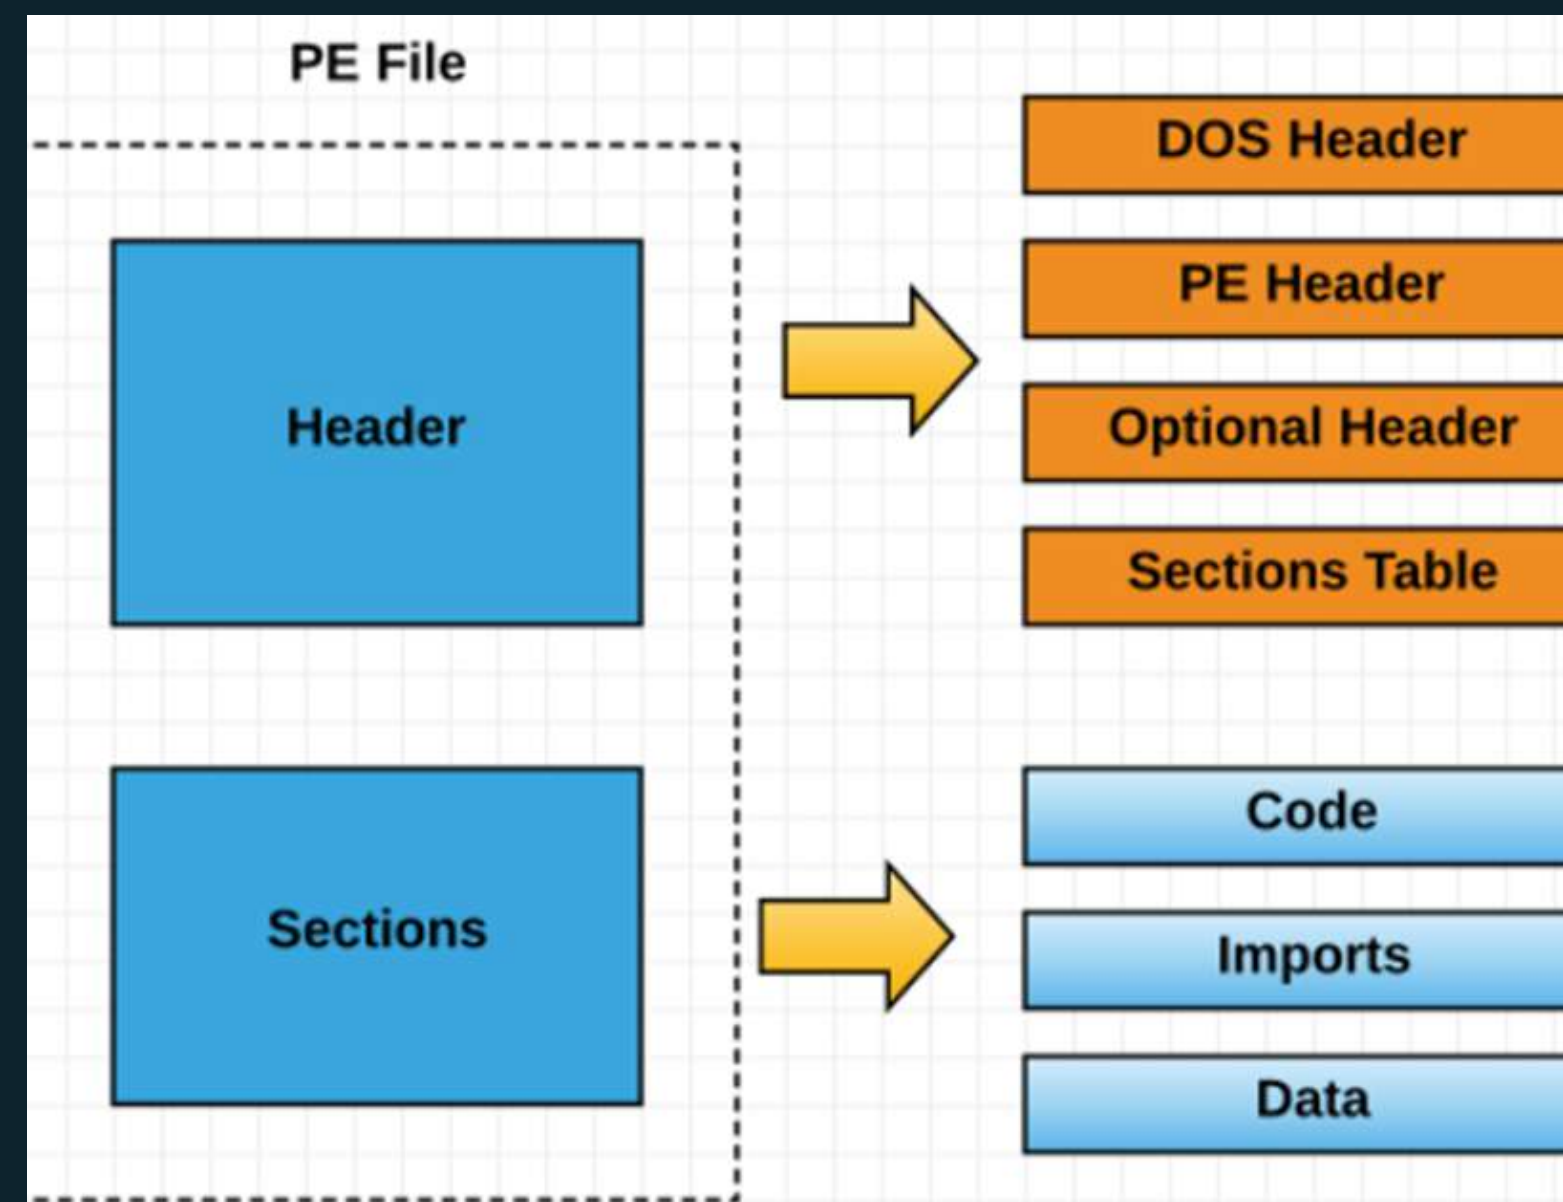 PE File
Header
Sections
DOS Header
PE Header
Optional Header
Sections Table
Code
Imports
Data